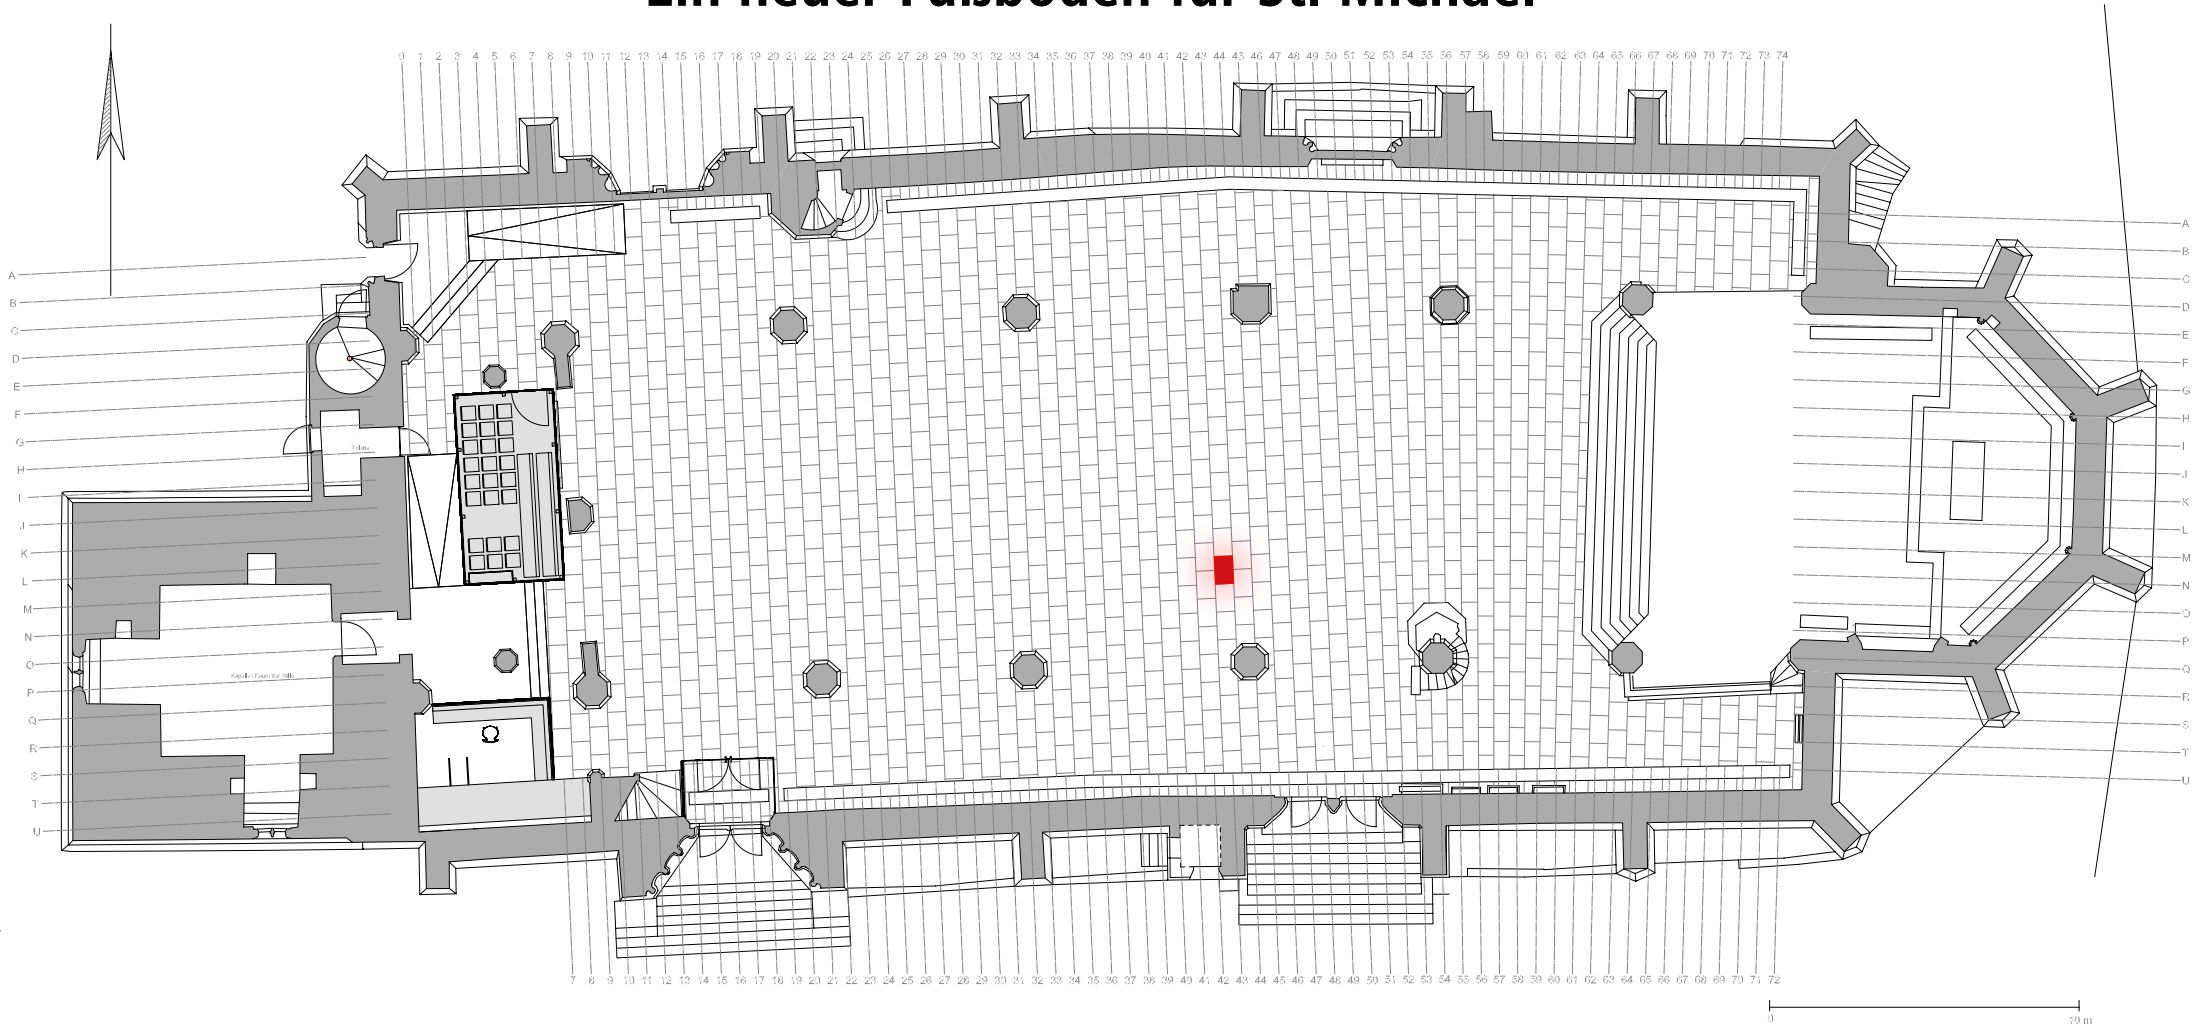 Ein neuer Fußboden für St. Michael
0 1 2 3 4 5 6 7 8 9 10 11 12 13 14 15 16 17 18 19 20 21 22 23 24 25 26 27 28 29 30 31 32 33 34 35 36 37 38 39 40 41 42 43 44 45 46 47 48 49 50 51 52 53 54 55 56 57 58 59 60 61 62 63 64 65 66 67 68 69 70 71 72 73 74
A
B
C
D
E
F
G
H
I
J
K
L
M
N
O
P
Q
R
S
T
U
Kapelle / Raum der Stille
A
B
C
D
E
F
G
H
I
J
K
L
M
N
O
P
Q
R
S
T
U
7 8 9 10 11 12 13 14 15 16 17 18 19 20 21 22 23 24 25 26 27 28 29 30 31 32 33 34 35 36 37 38 39 40 41 42 43 44 45 46 47 48 49 50 51 52 53 54 55 56 57 58 59 60 61 62 63 64 65 66 67 68 69 70 71 72
0 10 m